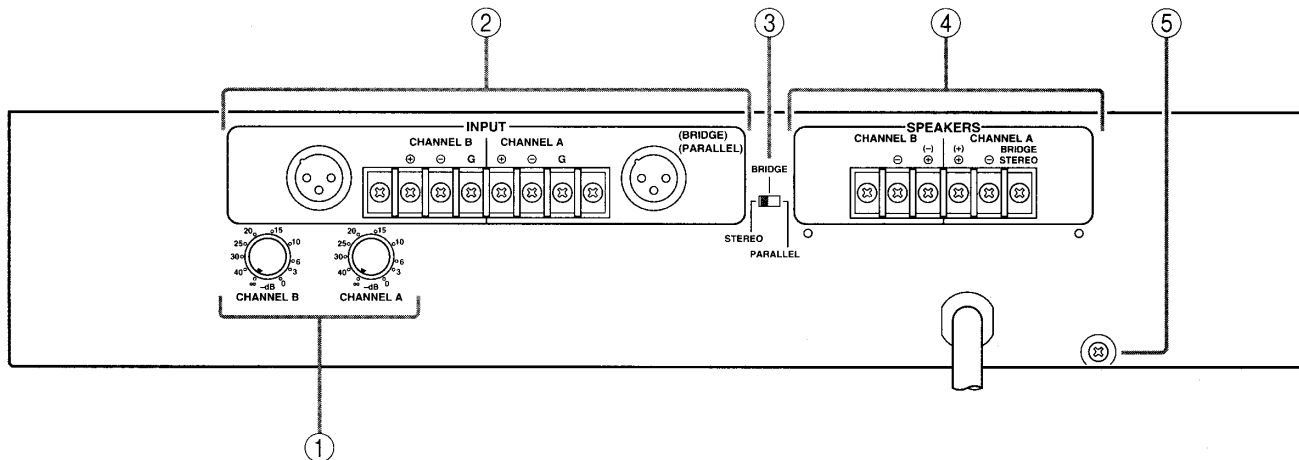 ② ③ ④ ⑤
INPUT
CHANNEL B CHANNEL A
(BRIDGE)
(PARALLEL)
⊕ ⊖ G ⊕ ⊖ G
BRIDGE
STEREO
PARALLEL
SPEAKERS
CHANNEL B CHANNEL A
(−) (+) BRIDGE
⊖ ⊕ ⊕ ⊖ STEREO
20 15
25 10
30 6
40 3
∞ –dB 0
CHANNEL B
20 15
25 10
30 6
40 3
∞ –dB 0
CHANNEL A
①